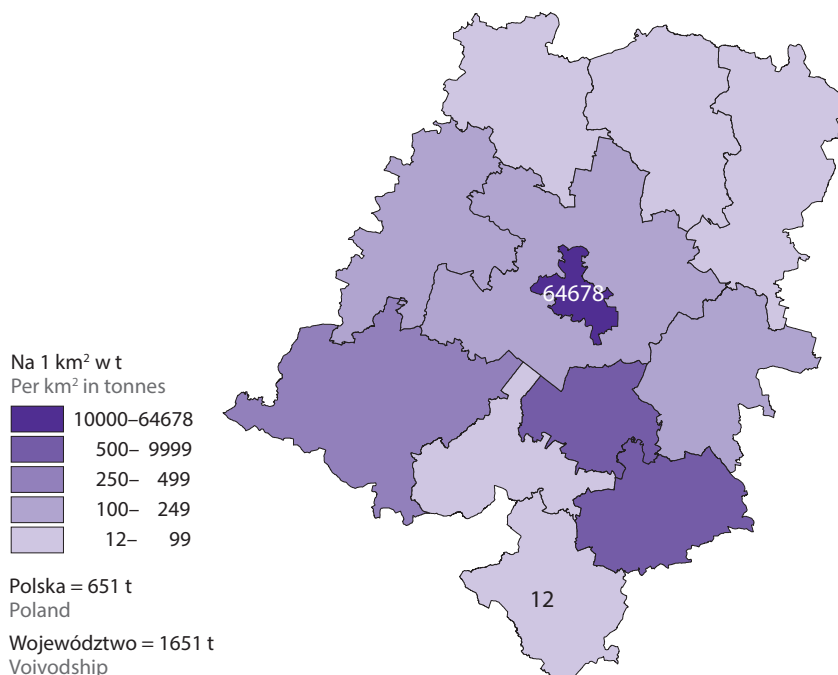 64678
Na 1 km² w t
Per km² in tonnes
10000–64678
500– 9999
250– 499
100– 249
12– 99
12
Polska = 651 t
Poland
Województwo = 1651 t
Voivodship